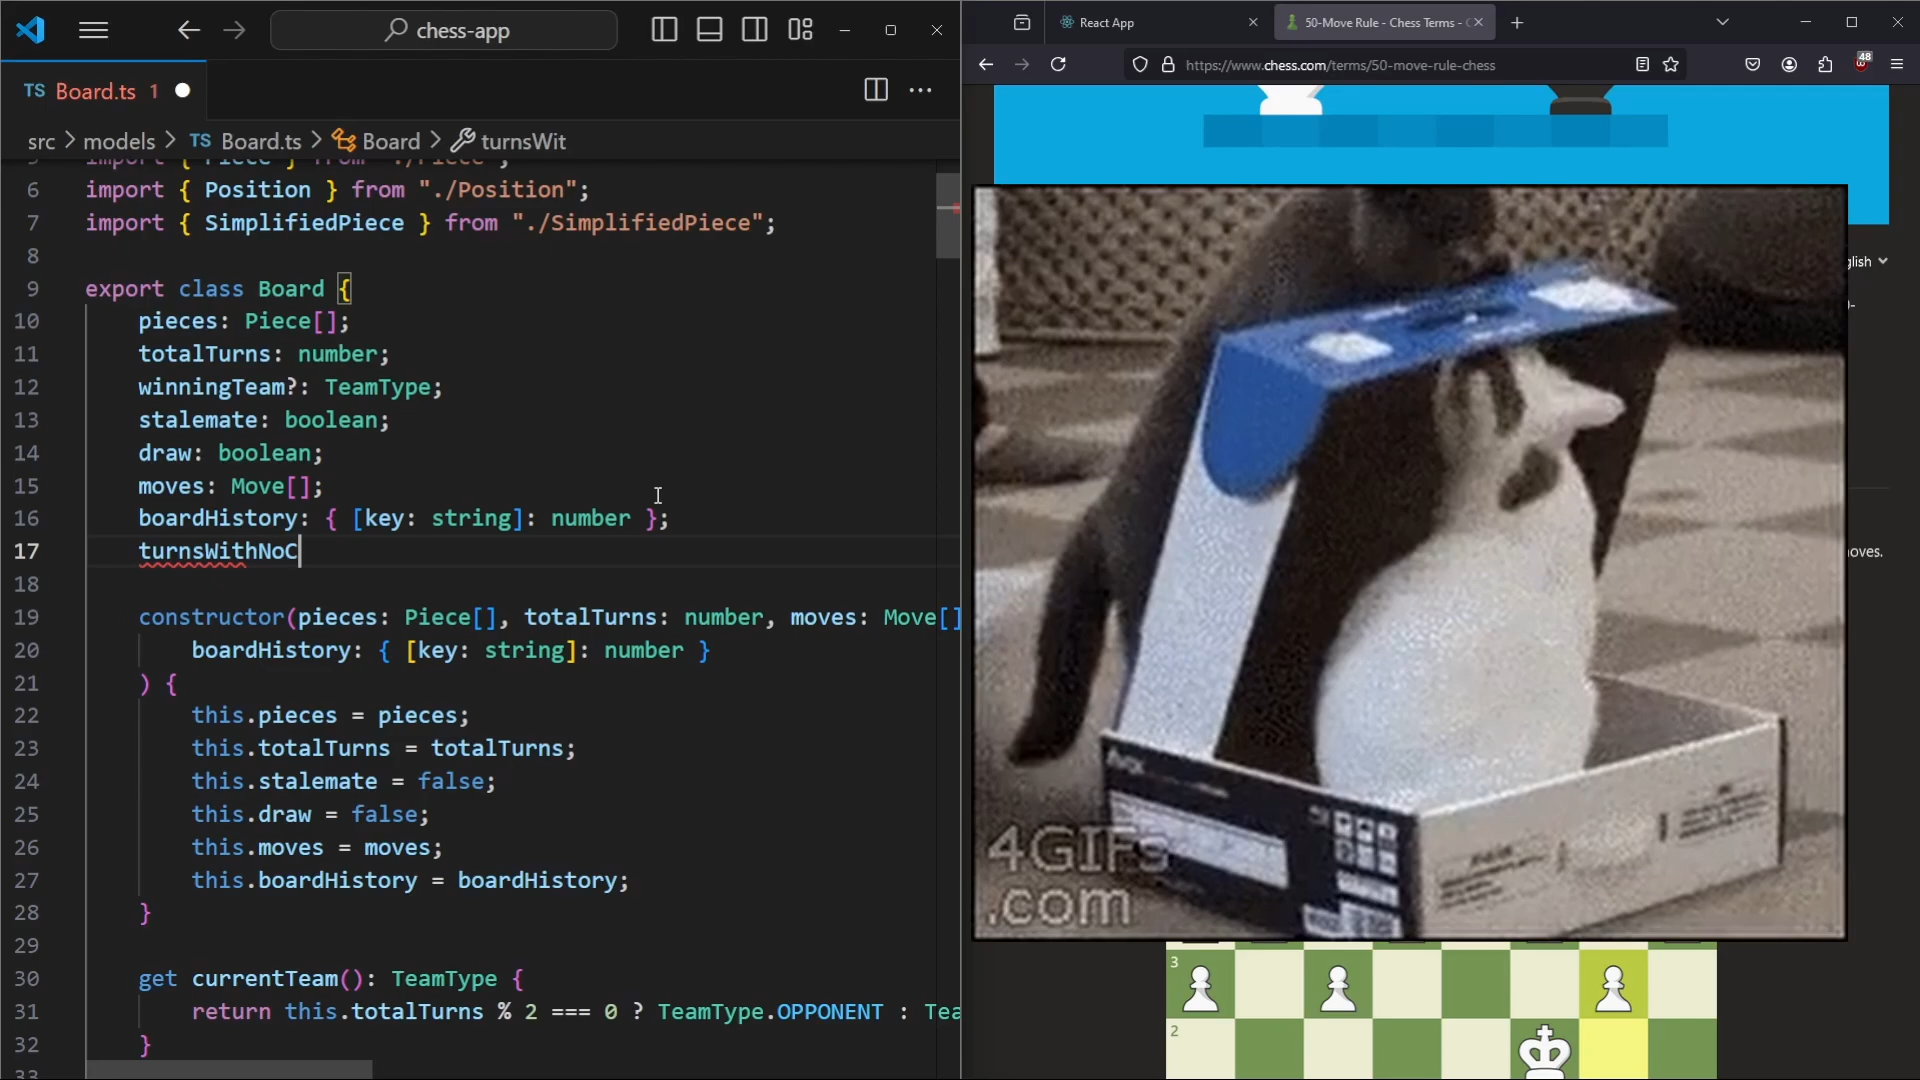 chess-app
React App
50-Move Rule - Chess Terms - C
TS Board.ts 1
https://www.chess.com/terms/50-move-rule-chess
48
src > models > TS Board.ts > Board > turnsWit
6 import { Position } from "./Position";
7 import { SimplifiedPiece } from "./SimplifiedPiece";
8
9 export class Board {
10 pieces: Piece[];
11 totalTurns: number;
12 winningTeam?: TeamType;
13 stalemate: boolean;
14 draw: boolean;
15 moves: Move[];
16 boardHistory: { [key: string]: number };
17 turnsWithNoC
18
19 constructor(pieces: Piece[], totalTurns: number, moves: Move[]
20 boardHistory: { [key: string]: number }
21 ) {
22 this.pieces = pieces;
23 this.totalTurns = totalTurns;
24 this.stalemate = false;
25 this.draw = false;
26 this.moves = moves;
27 this.boardHistory = boardHistory;
28 }
29
30 get currentTeam(): TeamType {
31 return this.totalTurns % 2 === 0 ? TeamType.OPPONENT : Tea
32 }
33
glish
noves.
4GIFs
.com
3
2